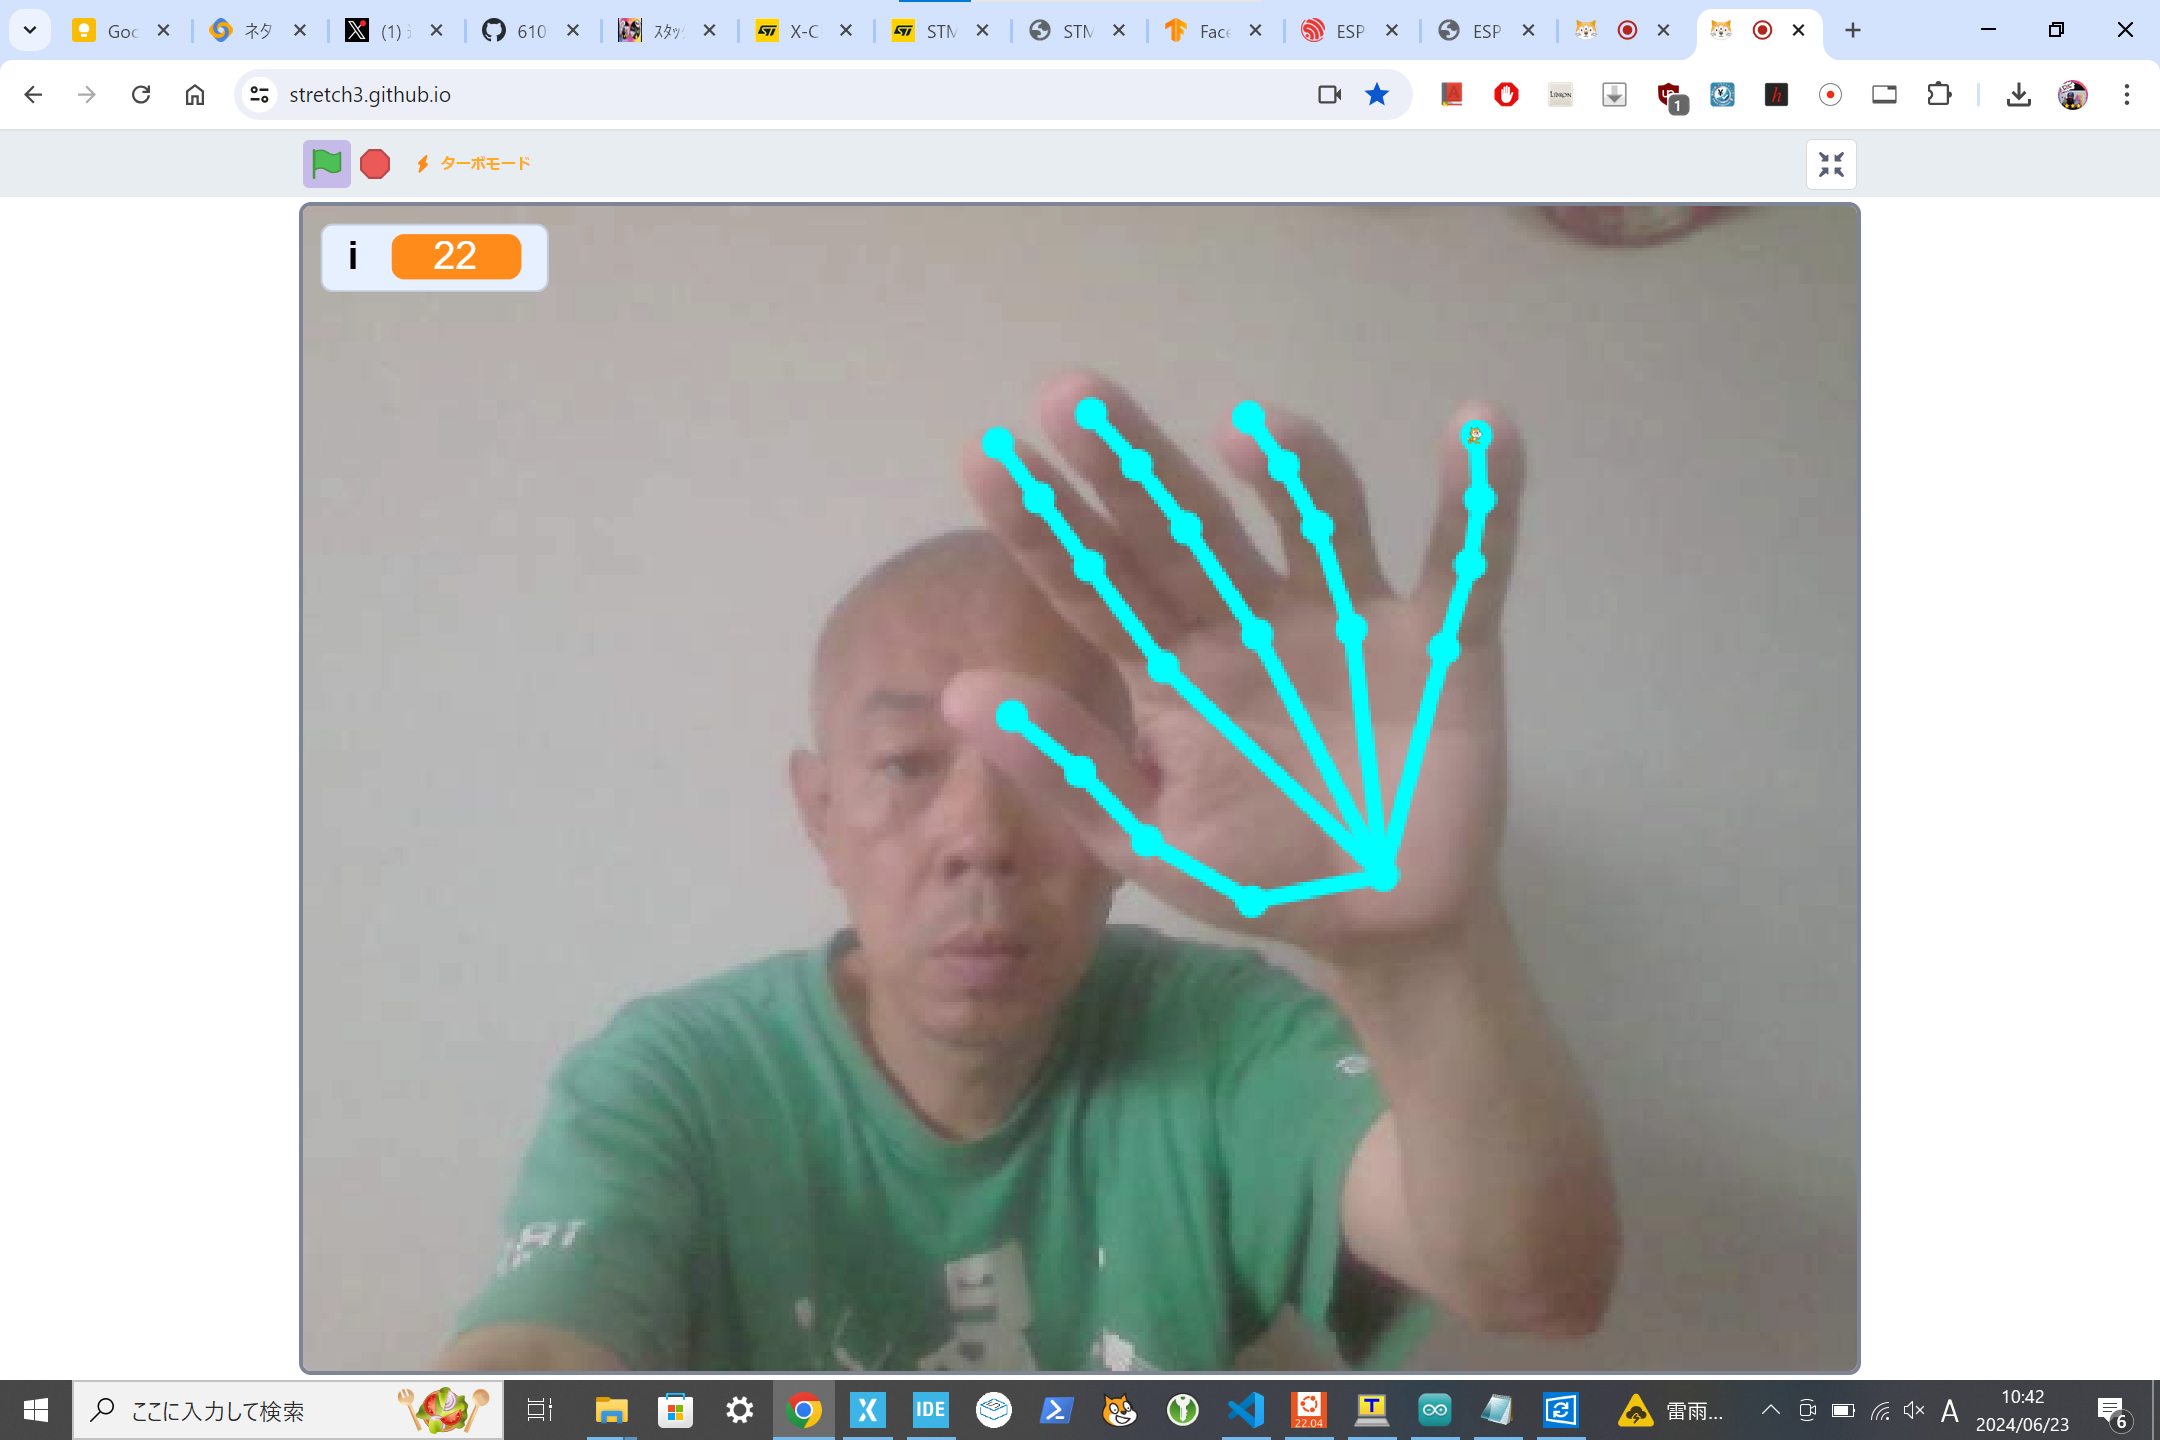 Goo
ネタ
(1)
610
スタッ
X-C
STM
STM
Face
ESP
ESP
stretch3.github.io
1
ターボモード
i 22
ここに入力して検索
IDE
22.04
雷雨...
A
10:42
2024/06/23
6